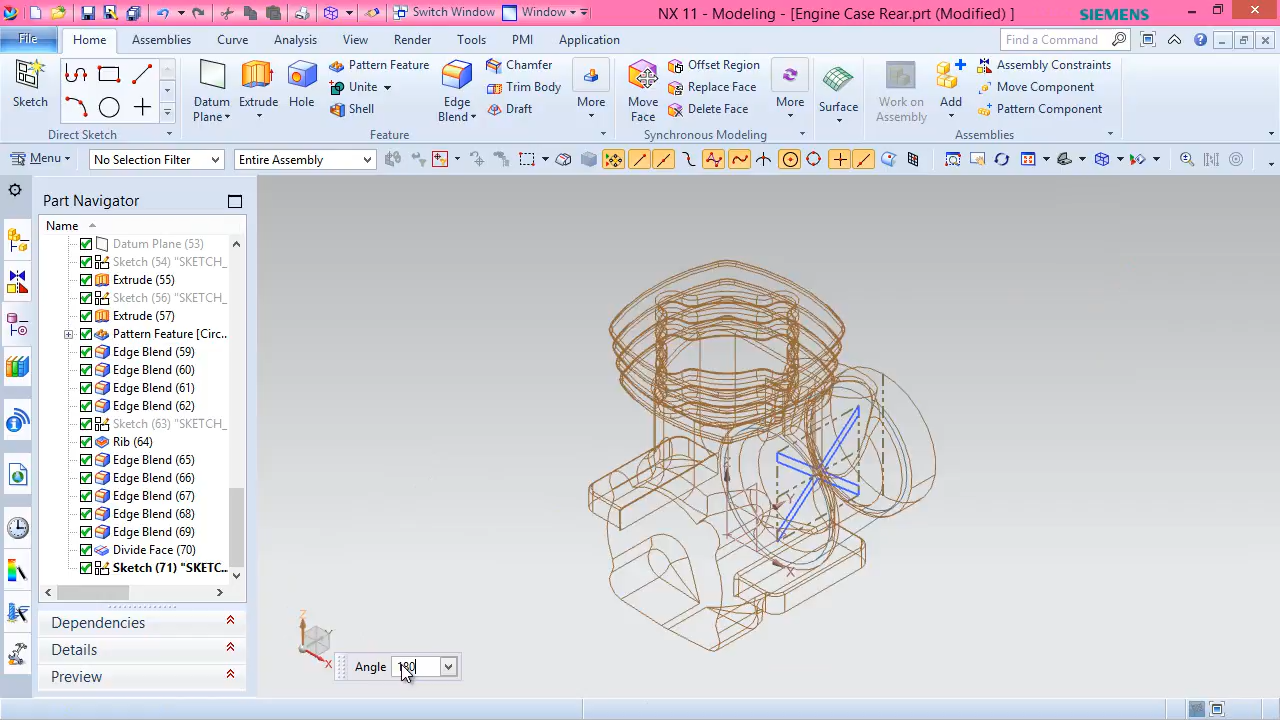 Switch Window
Window
NX 11 - Modeling - [Engine Case Rear.prt (Modified) ]
SIEMENS
File
Home
Assemblies
Curve
Analysis
View
Render
Tools
PMI
Application
Find a Command
Sketch
Direct Sketch
Datum
Plane
Extrude
Hole
Pattern Feature
Unite
Shell
Edge
Blend
Chamfer
Trim Body
Draft
More
Feature
Move
Face
Offset Region
Replace Face
Delete Face
More
Synchronous Modeling
Surface
Work on
Assembly
Add
Assembly Constraints
Move Component
Pattern Component
Assemblies
Menu
No Selection Filter
Entire Assembly
Part Navigator
Name
Datum Plane (53)
Sketch (54) "SKETCH_
Extrude (55)
Sketch (56) "SKETCH_
Extrude (57)
Pattern Feature [Circ...
Edge Blend (59)
Edge Blend (60)
Edge Blend (61)
Edge Blend (62)
Sketch (63) "SKETCH_
Rib (64)
Edge Blend (65)
Edge Blend (66)
Edge Blend (67)
Edge Blend (68)
Edge Blend (69)
Divide Face (70)
Sketch (71) "SKETC...
Dependencies
Details
Preview
Y
X
Z
Y
X
Angle